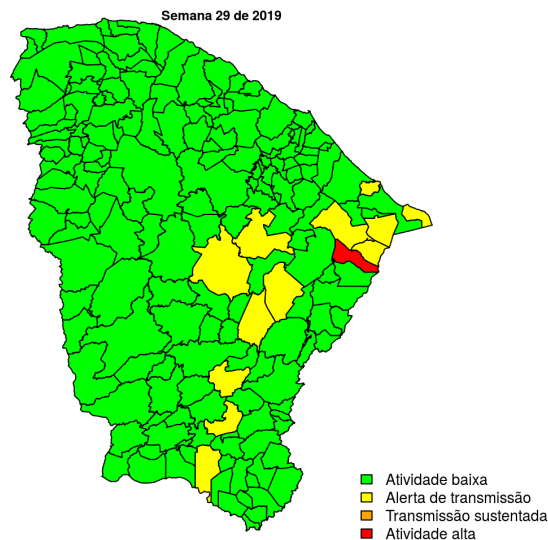 Semana 29 de 2019
Atividade baixa
Alerta de transmissão
Transmissão sustentada
Atividade alta